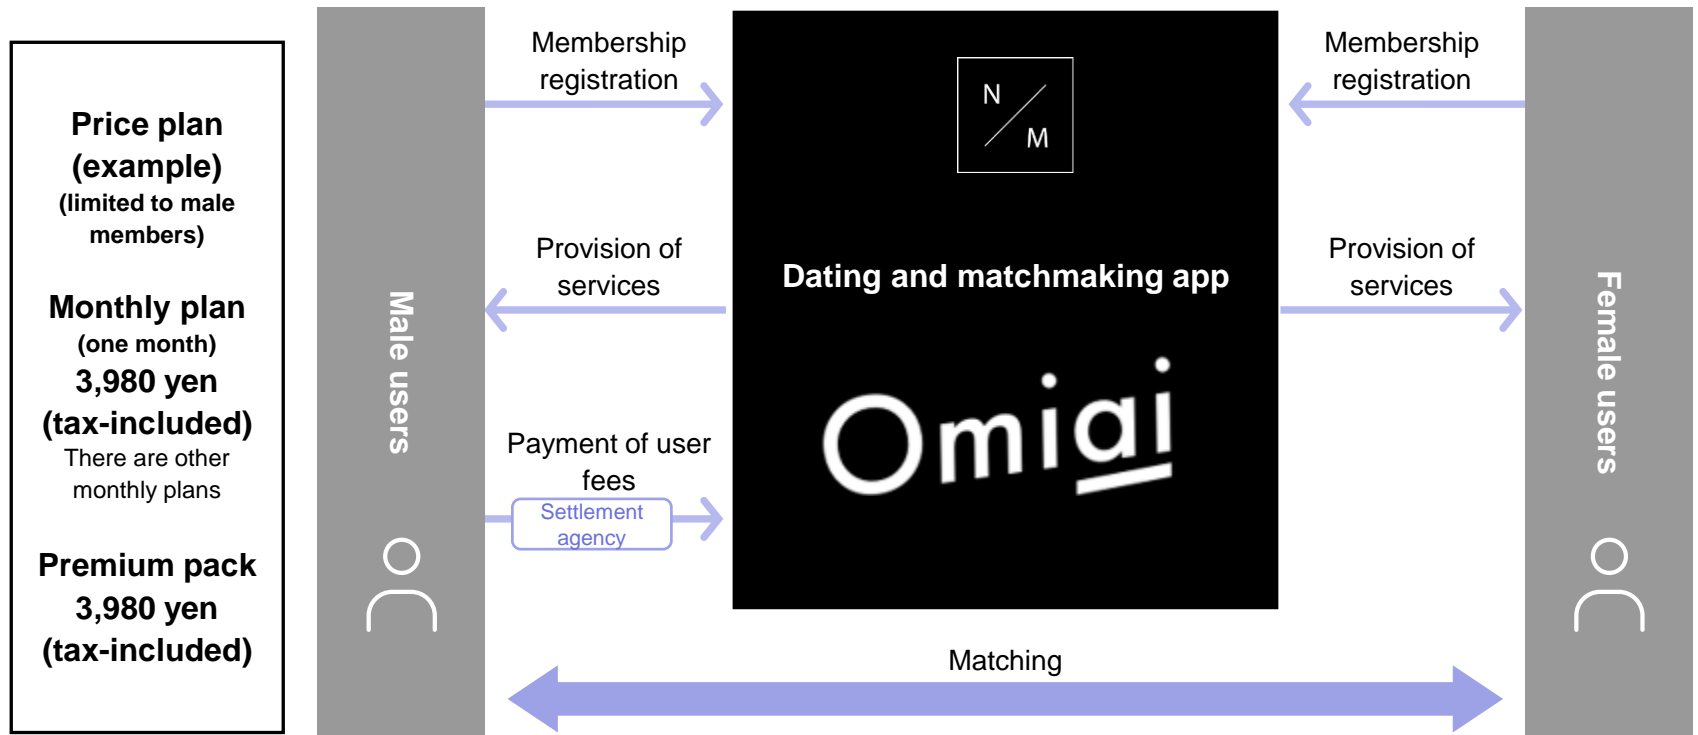 Price plan
(example)
(limited to male
members)
Monthly plan
(one month)
3,980 yen
(tax-included)
There are other
monthly plans
Premium pack
3,980 yen
(tax-included)
Male users
Membership
registration
Provision of
services
Payment of user
fees
Settlement
agency
N
M
Dating and matchmaking app
Omiai
Membership
registration
Provision of
services
Female users
Matching